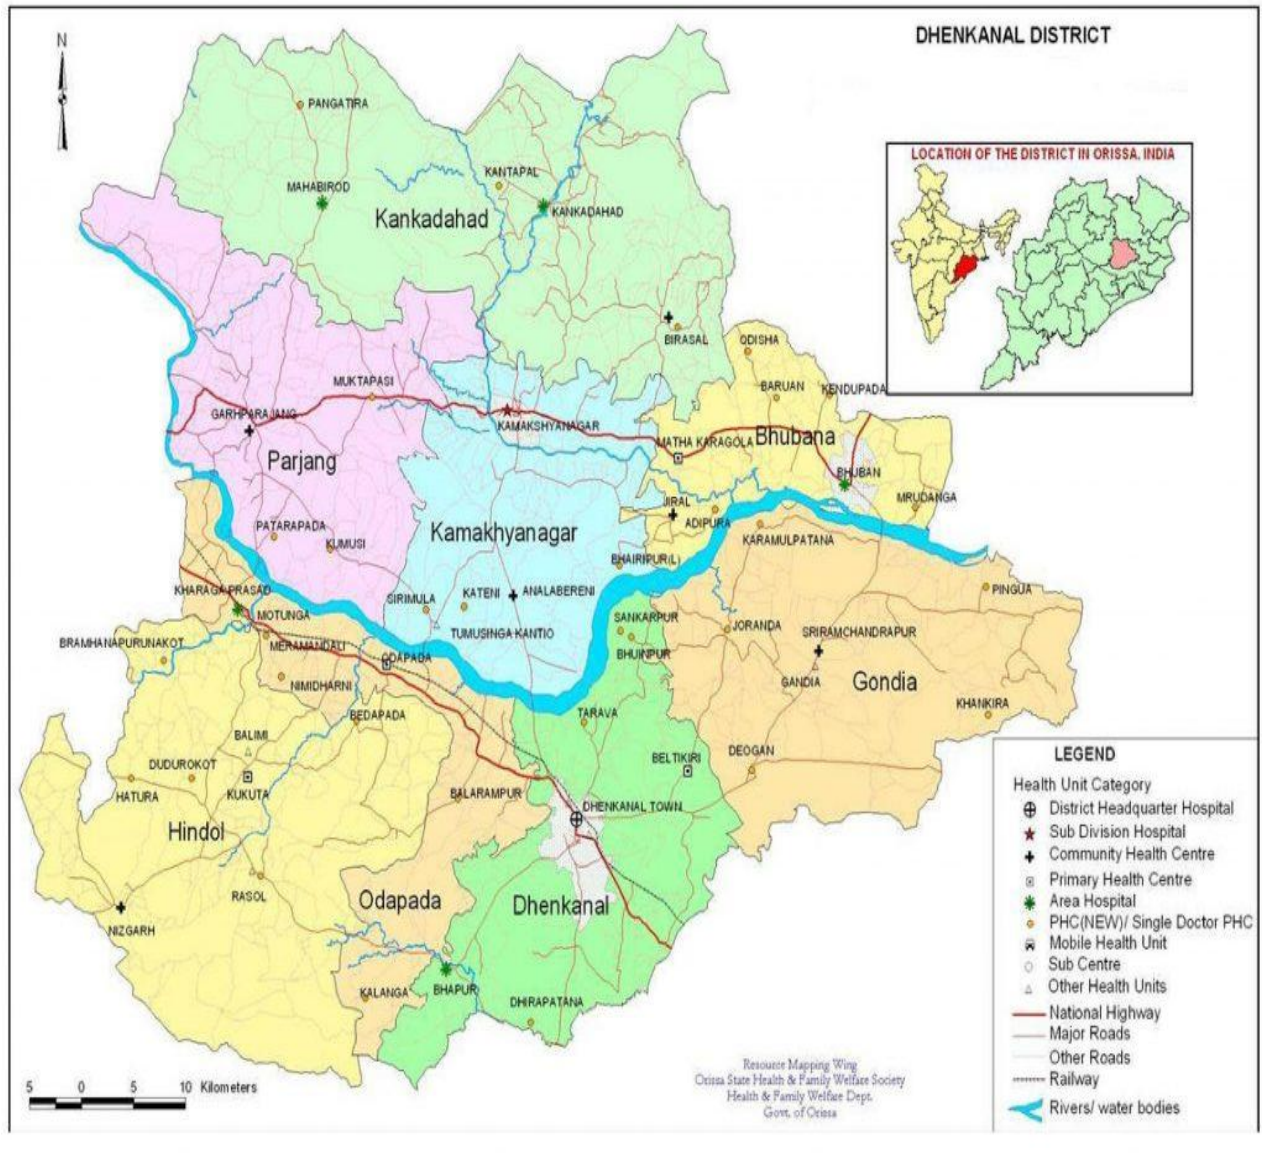 DHENKANAL DISTRICT
N
LOCATION OF THE DISTRICT IN ORISSA, INDIA
PANGATIRA
KANTAPAL
MAHABIROD
KANKADAHAD
Kankadahad
BIRASAL
ODISHA
MUKTAPASI
BARUAN
KENDUPADA
GARHPARAJANG
KAMAKSHYANAGAR
MATHA KARAGOLA
Bhubana
Parjang
BHUBAN
JIRAL
MRUDANGA
PATARAPADA
ADIPURA
Kamakhyanagar
KARAMULPATANA
KUMUSI
BHAIRIPUR(L)
KHARAGA PRASAD
SIRIMULA
KATENI
ANALABERENI
PINGUA
MOTUNGA
SANKARPUR
JORANDA
SRIRAMCHANDRAPUR
BRAMHANAPURUNAKOT
MERAMANDALI
TUMUSINGA KANTIO
BHUINPUR
ODAPADA
NIMIDHARNI
GANDIA
Gondia
BEDAPADA
TARAVA
KHANKIRA
BALIMI
DUDUROKOT
BELTIKIRI
DEOGAN
HATURA
KUKUTA
BALARAMPUR
DHENKANAL TOWN
Hindol
RASOL
Odapada
Dhenkanal
NIZGARH
KALANGA
BHAPUR
DHIRAPATANA
LEGEND
Health Unit Category
District Headquarter Hospital
Sub Division Hospital
Community Health Centre
Primary Health Centre
Area Hospital
PHC(NEW)/ Single Doctor PHC
Mobile Health Unit
Sub Centre
Other Health Units
National Highway
Major Roads
Other Roads
Railway
Rivers/ water bodies
5 0 5 10 Kilometers
Resource Mapping Wing
Orissa State Health & Family Welfare Society
Health & Family Welfare Dept.
Govt. of Orissa